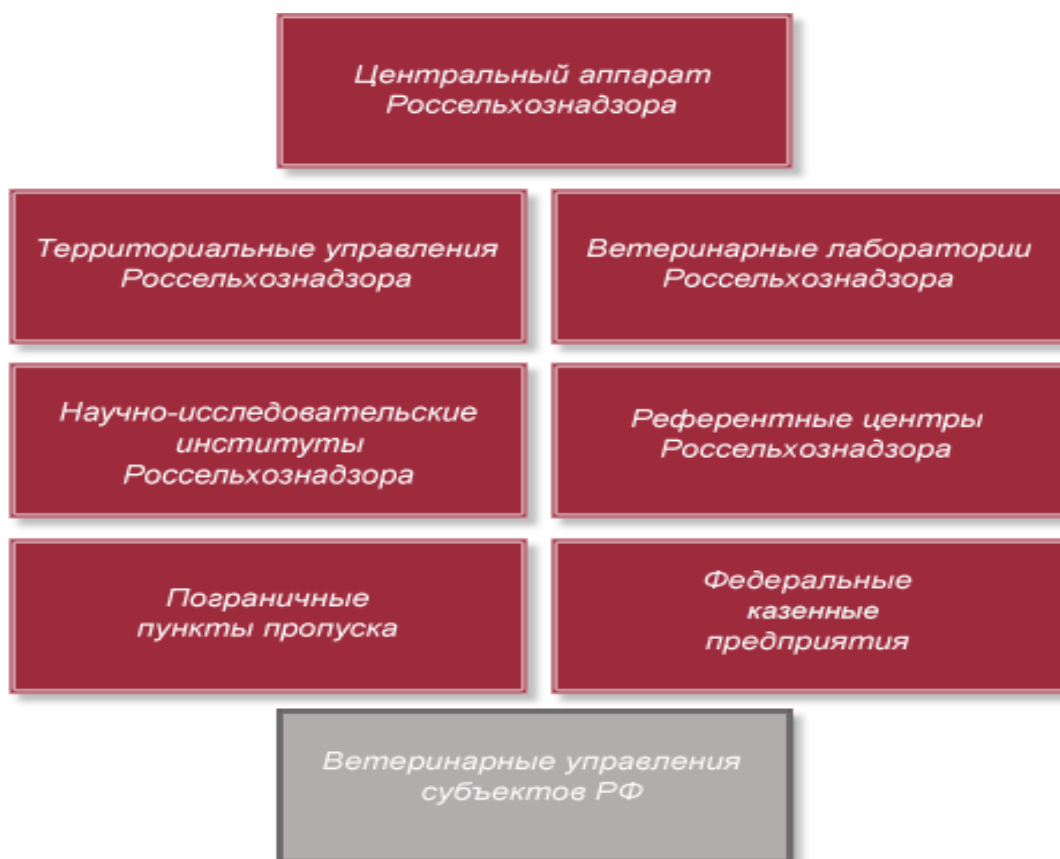 Центральный аппарат
Россельхознадзора
Территориальные управления
Россельхознадзора
Ветеринарные лаборатории
Россельхознадзора
Научно-исследовательские
институты
Россельхознадзора
Референтные центры
Россельхознадзора
Пограничные
пункты пропуска
Федеральные
казенные
предприятия
Ветеринарные управления
субъектов РФ